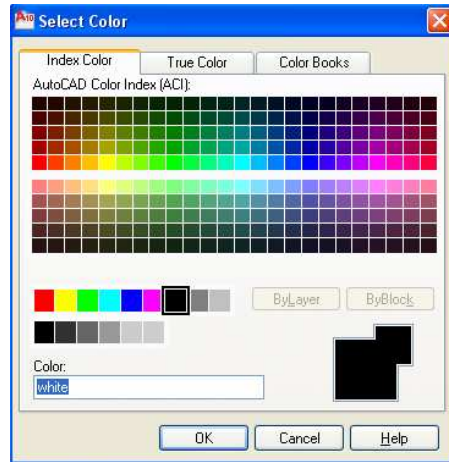 Select Color
Index Color
True Color
Color Books
AutoCAD Color Index (ACI):
ByLayer
ByBlock
Color:
white
OK
Cancel
Help